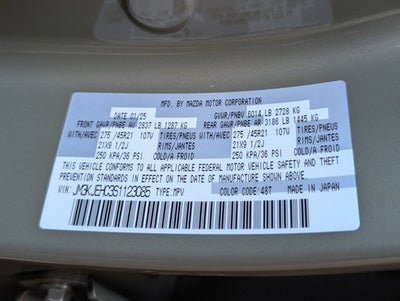 MFD. BY MAZDA MOTOR CORPORATION
DATE 01/25 GVWR/PNBV 6014 LB 2728 KG
FRONT GAWR/PNBE AV 2837 LB 1287 KG REAR GAWR/PNBE AR 3186 LB 1445 KG
WITH/AVEC 275 /45R21 107W TIRES/PNEUS WITH/AVEC 275 /45R21 107W TIRES/PNEUS
21X9 1/2J RIMS/JANTES 21X9 1/2J RIMS/JANTES
250 KPA/36 PSI COLD/A FROID 250 KPA/36 PSI COLD/A FROID
THIS VEHICLE CONFORMS TO ALL APPLICABLE FEDERAL MOTOR VEHICLE SAFETY AND THEFT
PREVENTION STANDARDS IN EFFECT ON THE DATE OF MANUFACTURE SHOWN ABOVE.
VIN: JM3KJEHC3S1123085 TYPE: MPV COLOR CODE: 48T MADE IN JAPAN